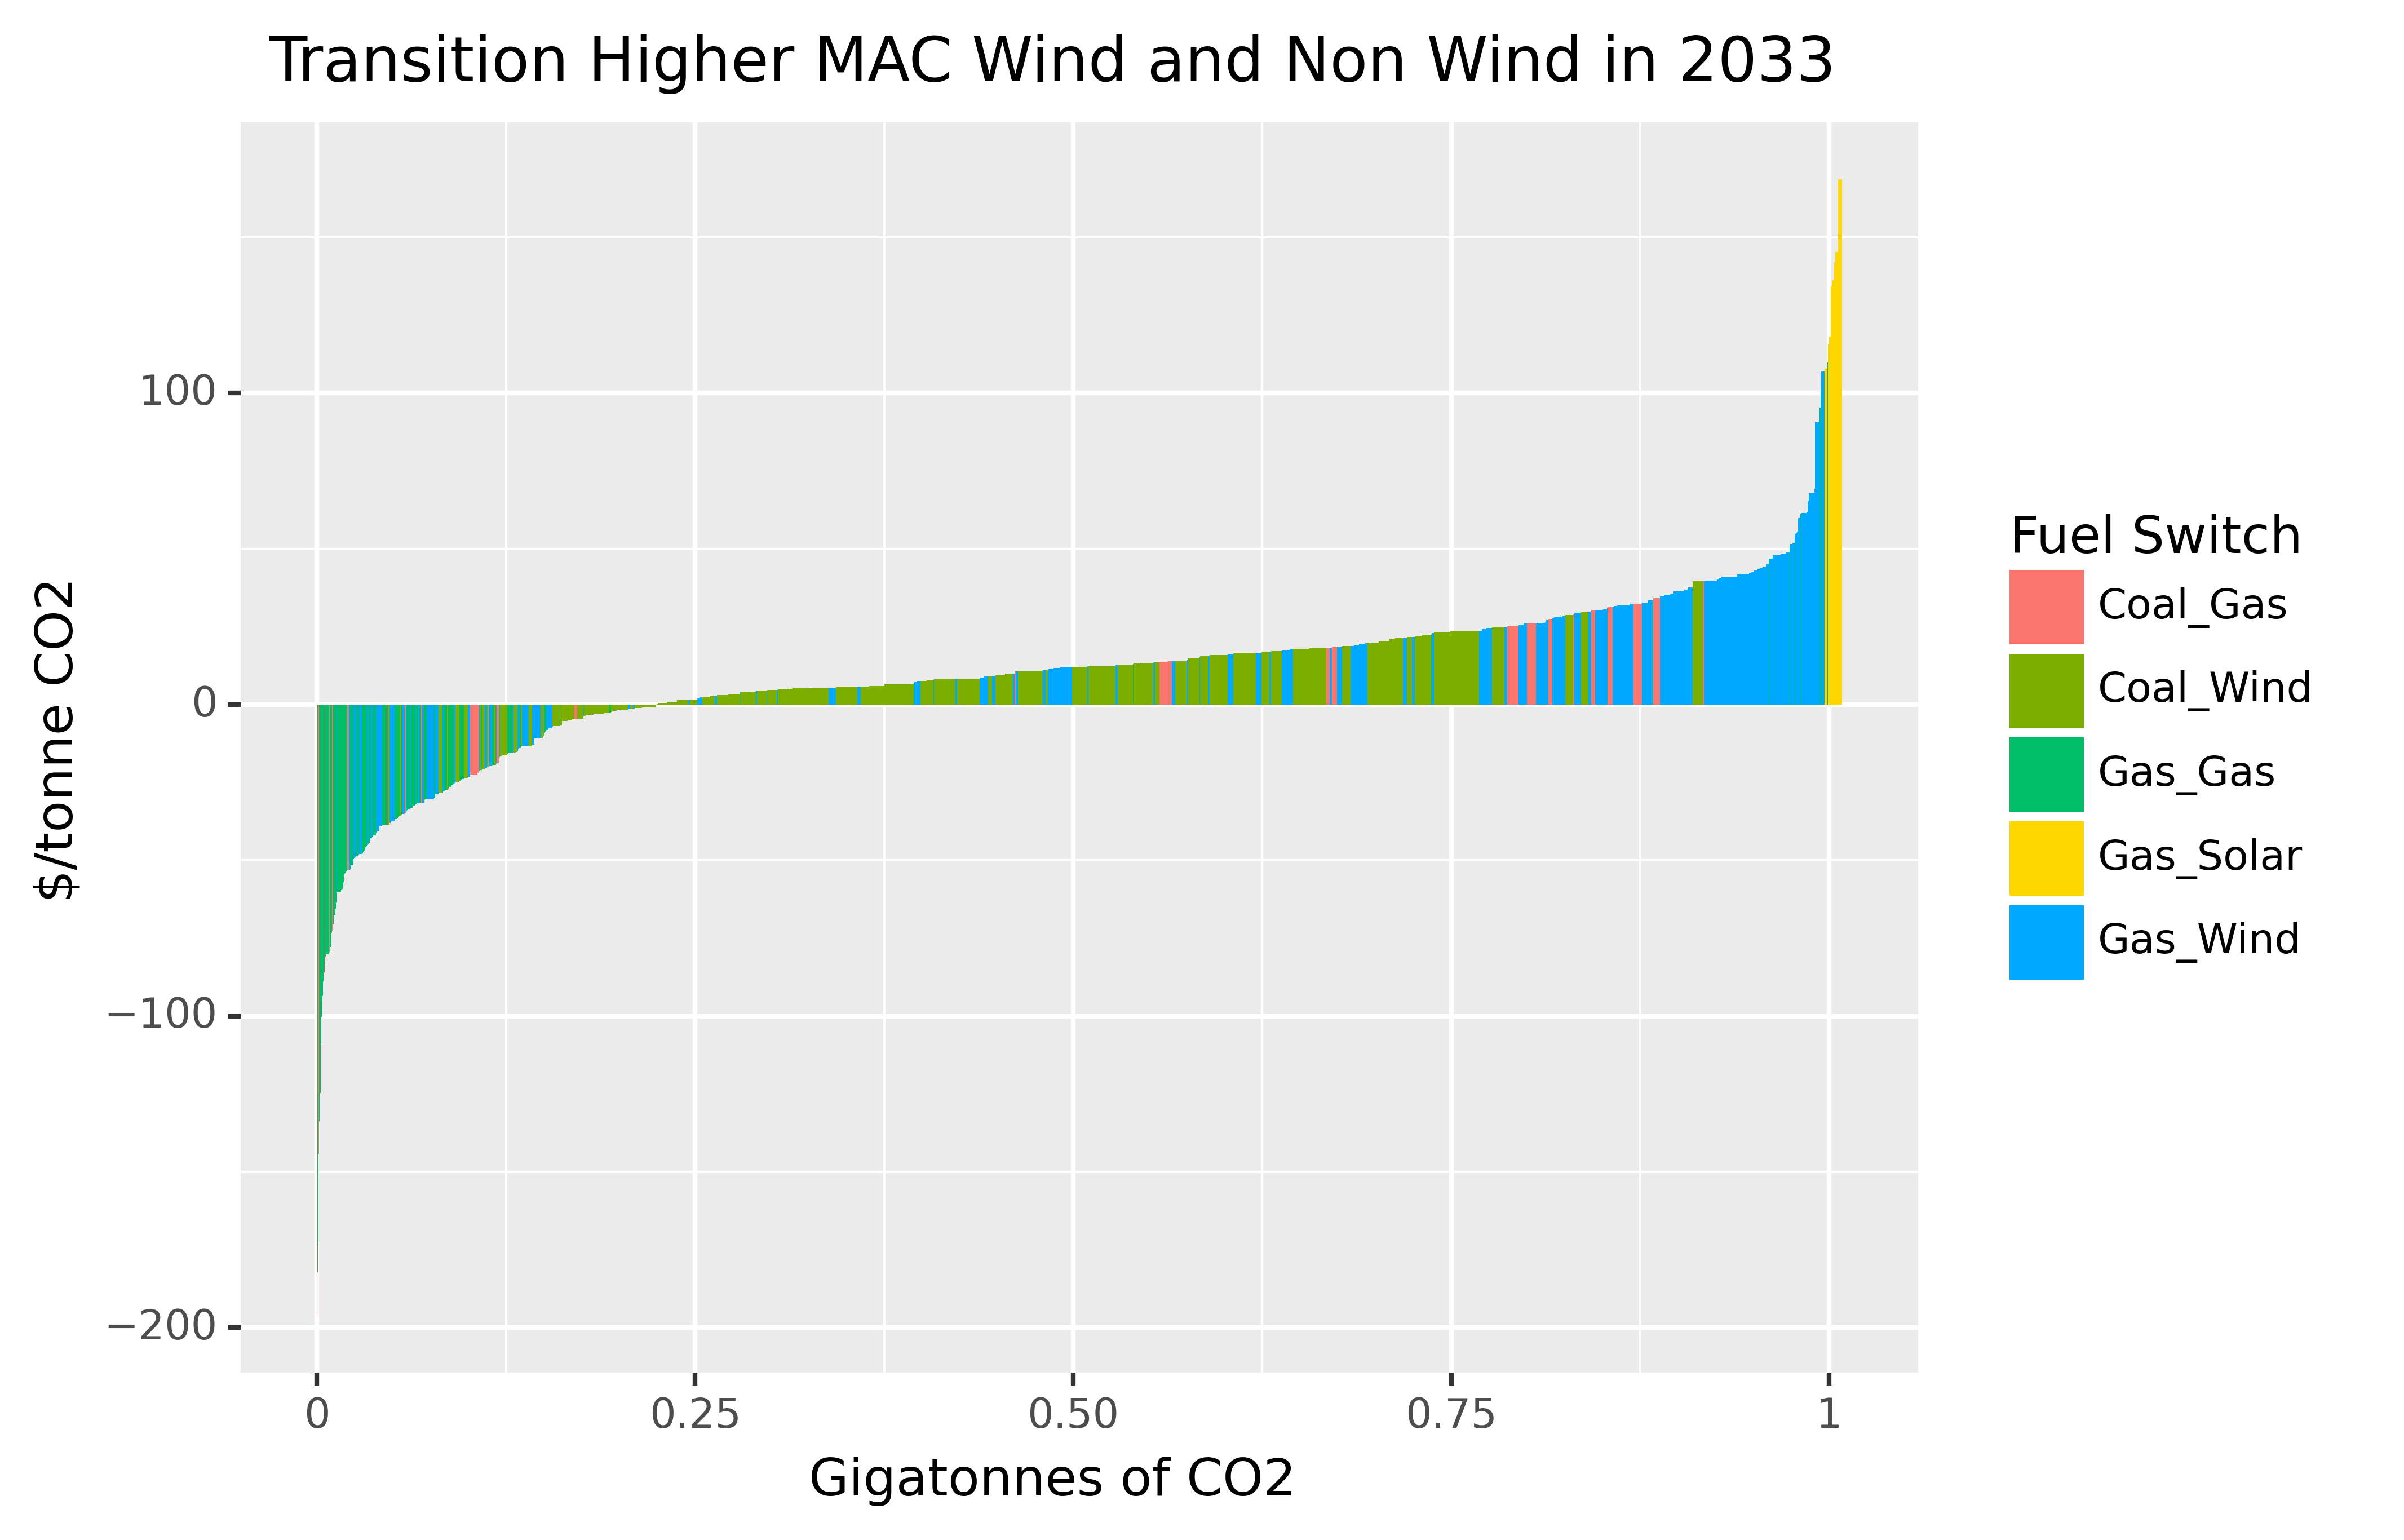 Transition Higher MAC Wind and Non Wind in 2033
$/tonne CO2
100
0
−100
−200
0 0.25 0.50 0.75 1
Gigatonnes of CO2
Fuel Switch
Coal_Gas
Coal_Wind
Gas_Gas
Gas_Solar
Gas_Wind